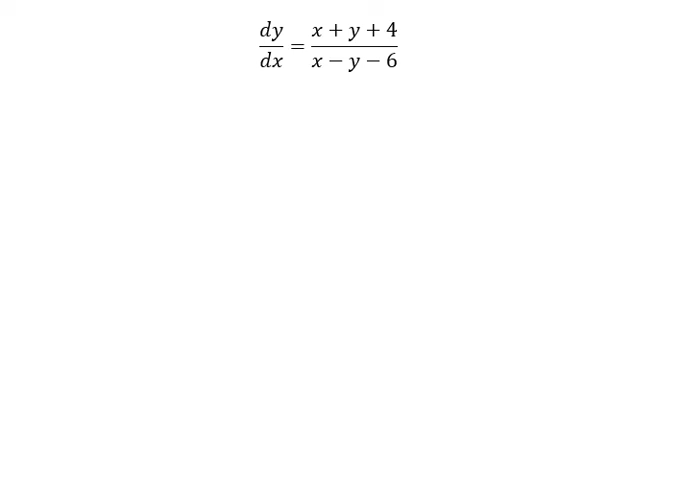 dy/dx = (x + y + 4)/(x − y − 6)